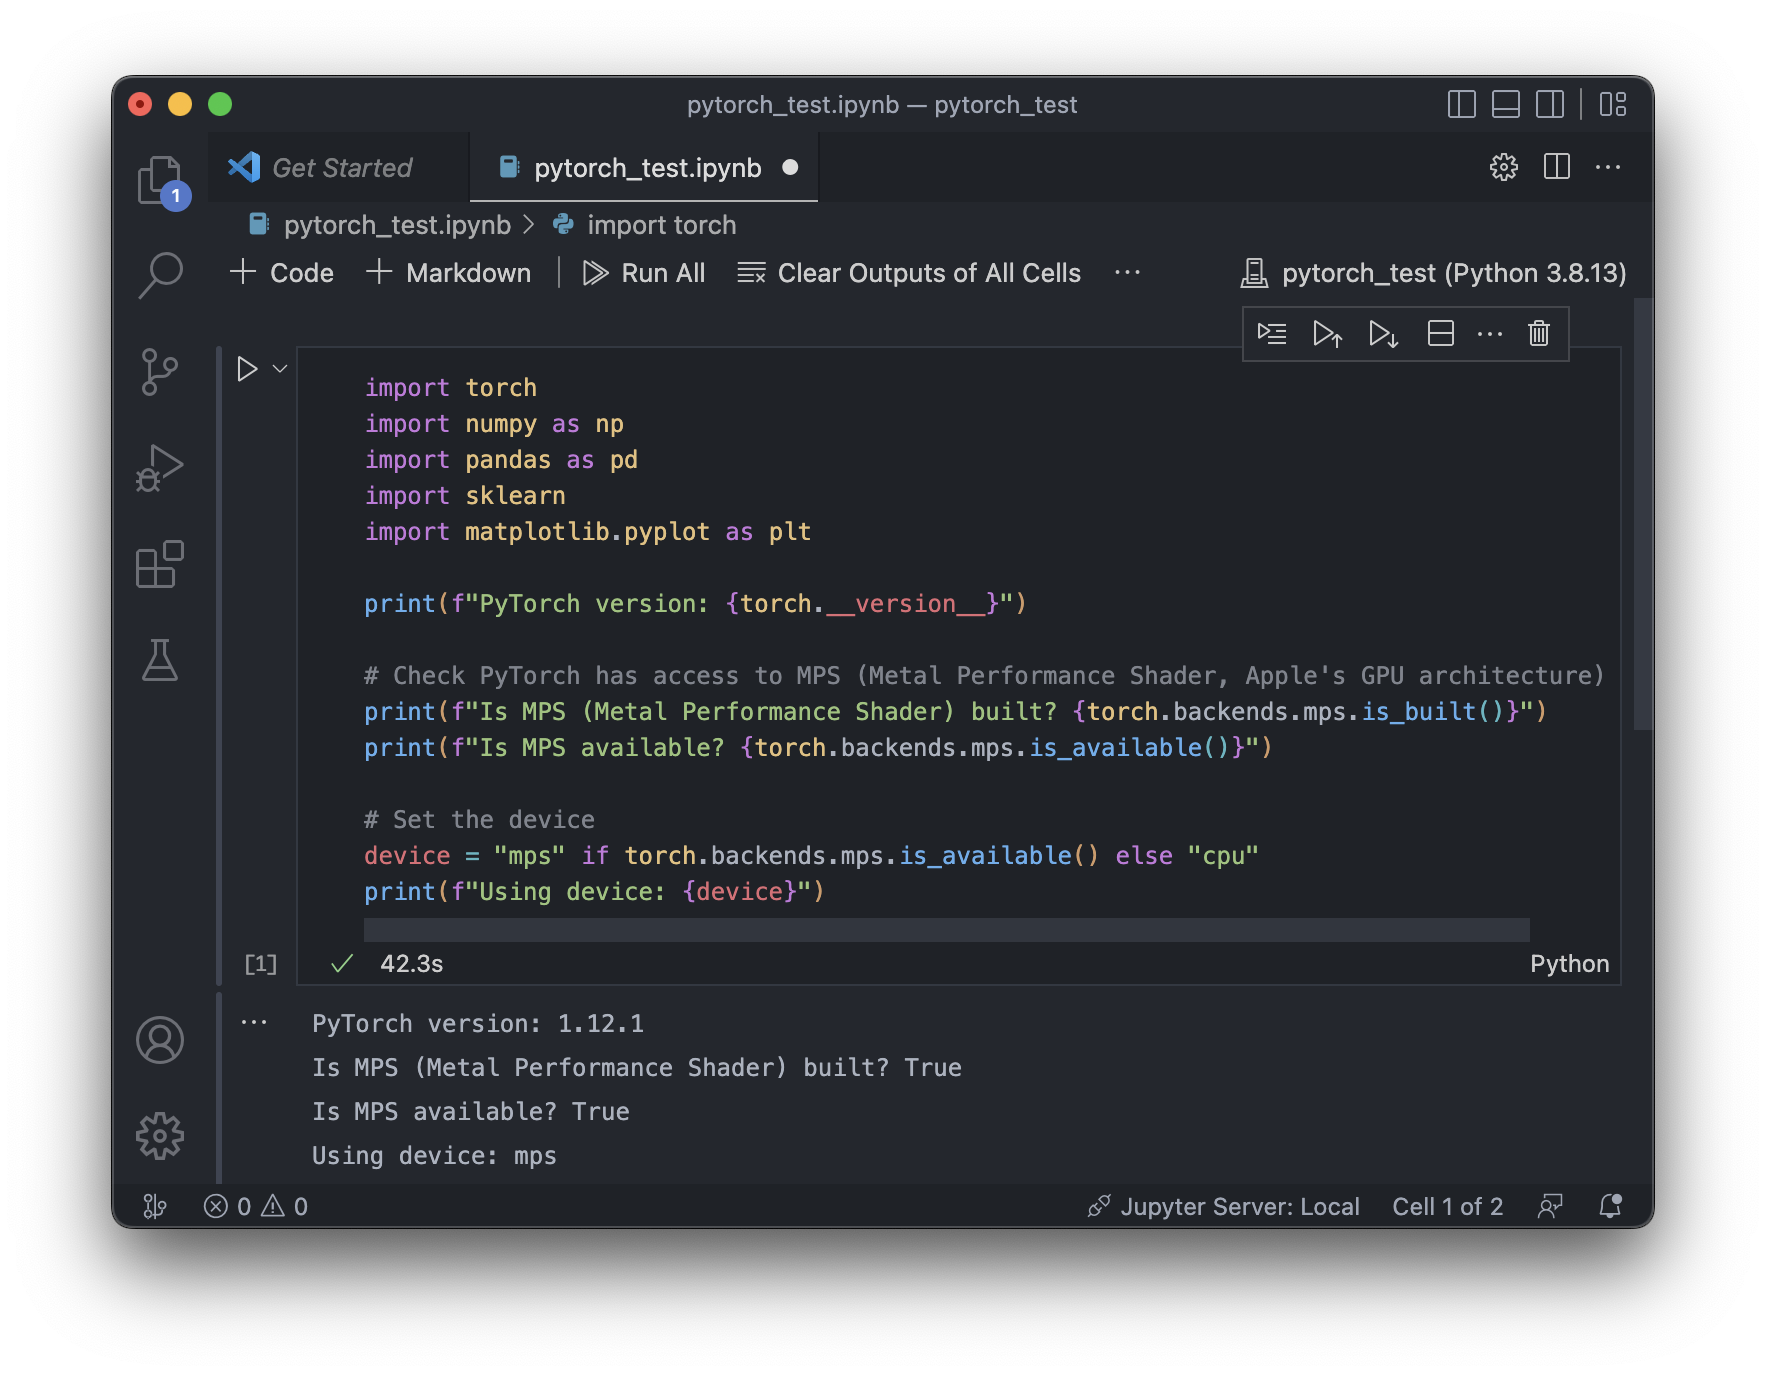 pytorch_test.ipynb — pytorch_test
1
Get Started
pytorch_test.ipynb
pytorch_test.ipynb > import torch
+ Code + Markdown Run All Clear Outputs of All Cells ... pytorch_test (Python 3.8.13)
import torch
import numpy as np
import pandas as pd
import sklearn
import matplotlib.pyplot as plt
print(f"PyTorch version: {torch.__version__}")
# Check PyTorch has access to MPS (Metal Performance Shader, Apple's GPU architecture)
print(f"Is MPS (Metal Performance Shader) built? {torch.backends.mps.is_built()}")
print(f"Is MPS available? {torch.backends.mps.is_available()}")
# Set the device
device = "mps" if torch.backends.mps.is_available() else "cpu"
print(f"Using device: {device}")
[1] 42.3s Python
PyTorch version: 1.12.1
Is MPS (Metal Performance Shader) built? True
Is MPS available? True
Using device: mps
0 0 Jupyter Server: Local Cell 1 of 2